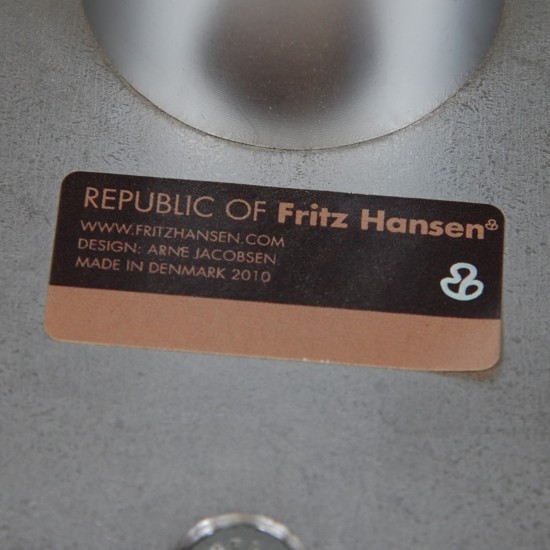 REPUBLIC OF Fritz Hansen
WWW.FRITZHANSEN.COM
DESIGN: ARNE JACOBSEN
MADE IN DENMARK 2010